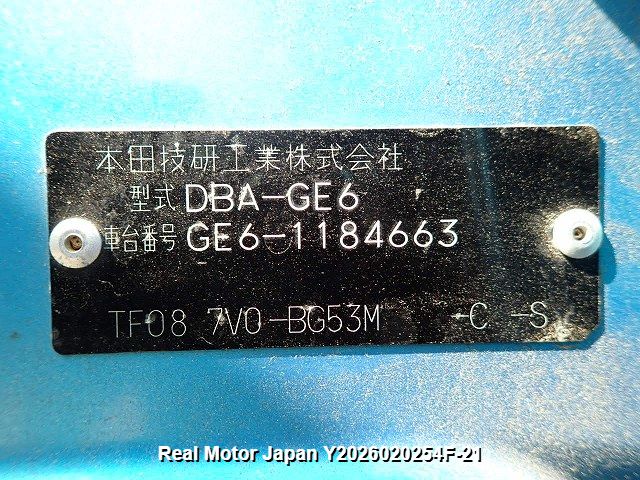 本田技研工業株式会社
型式 DBA-GE6
車台番号 GE6-1184663
TF08 7V0-BG53M -C -S
Real Motor Japan Y2026020254F-21